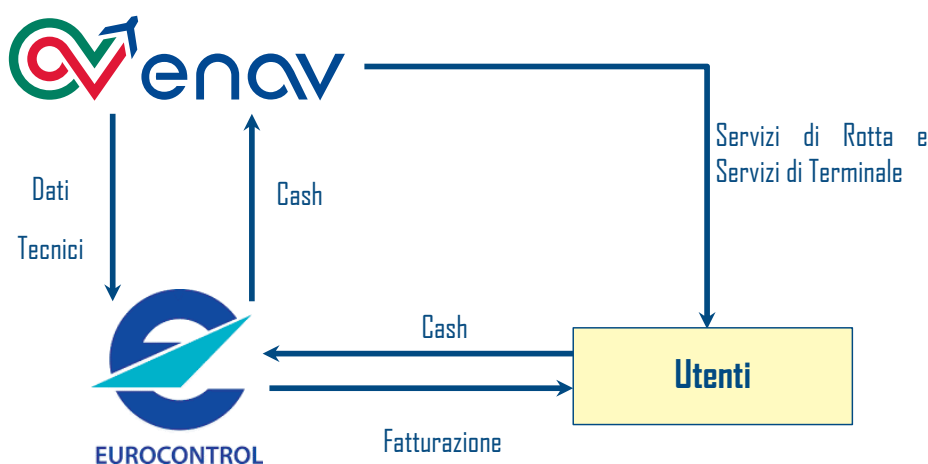 enav
Servizi di Rotta e
Servizi di Terminale
Dati
Tecnici
Cash
Cash
Utenti
Fatturazione
EUROCONTROL